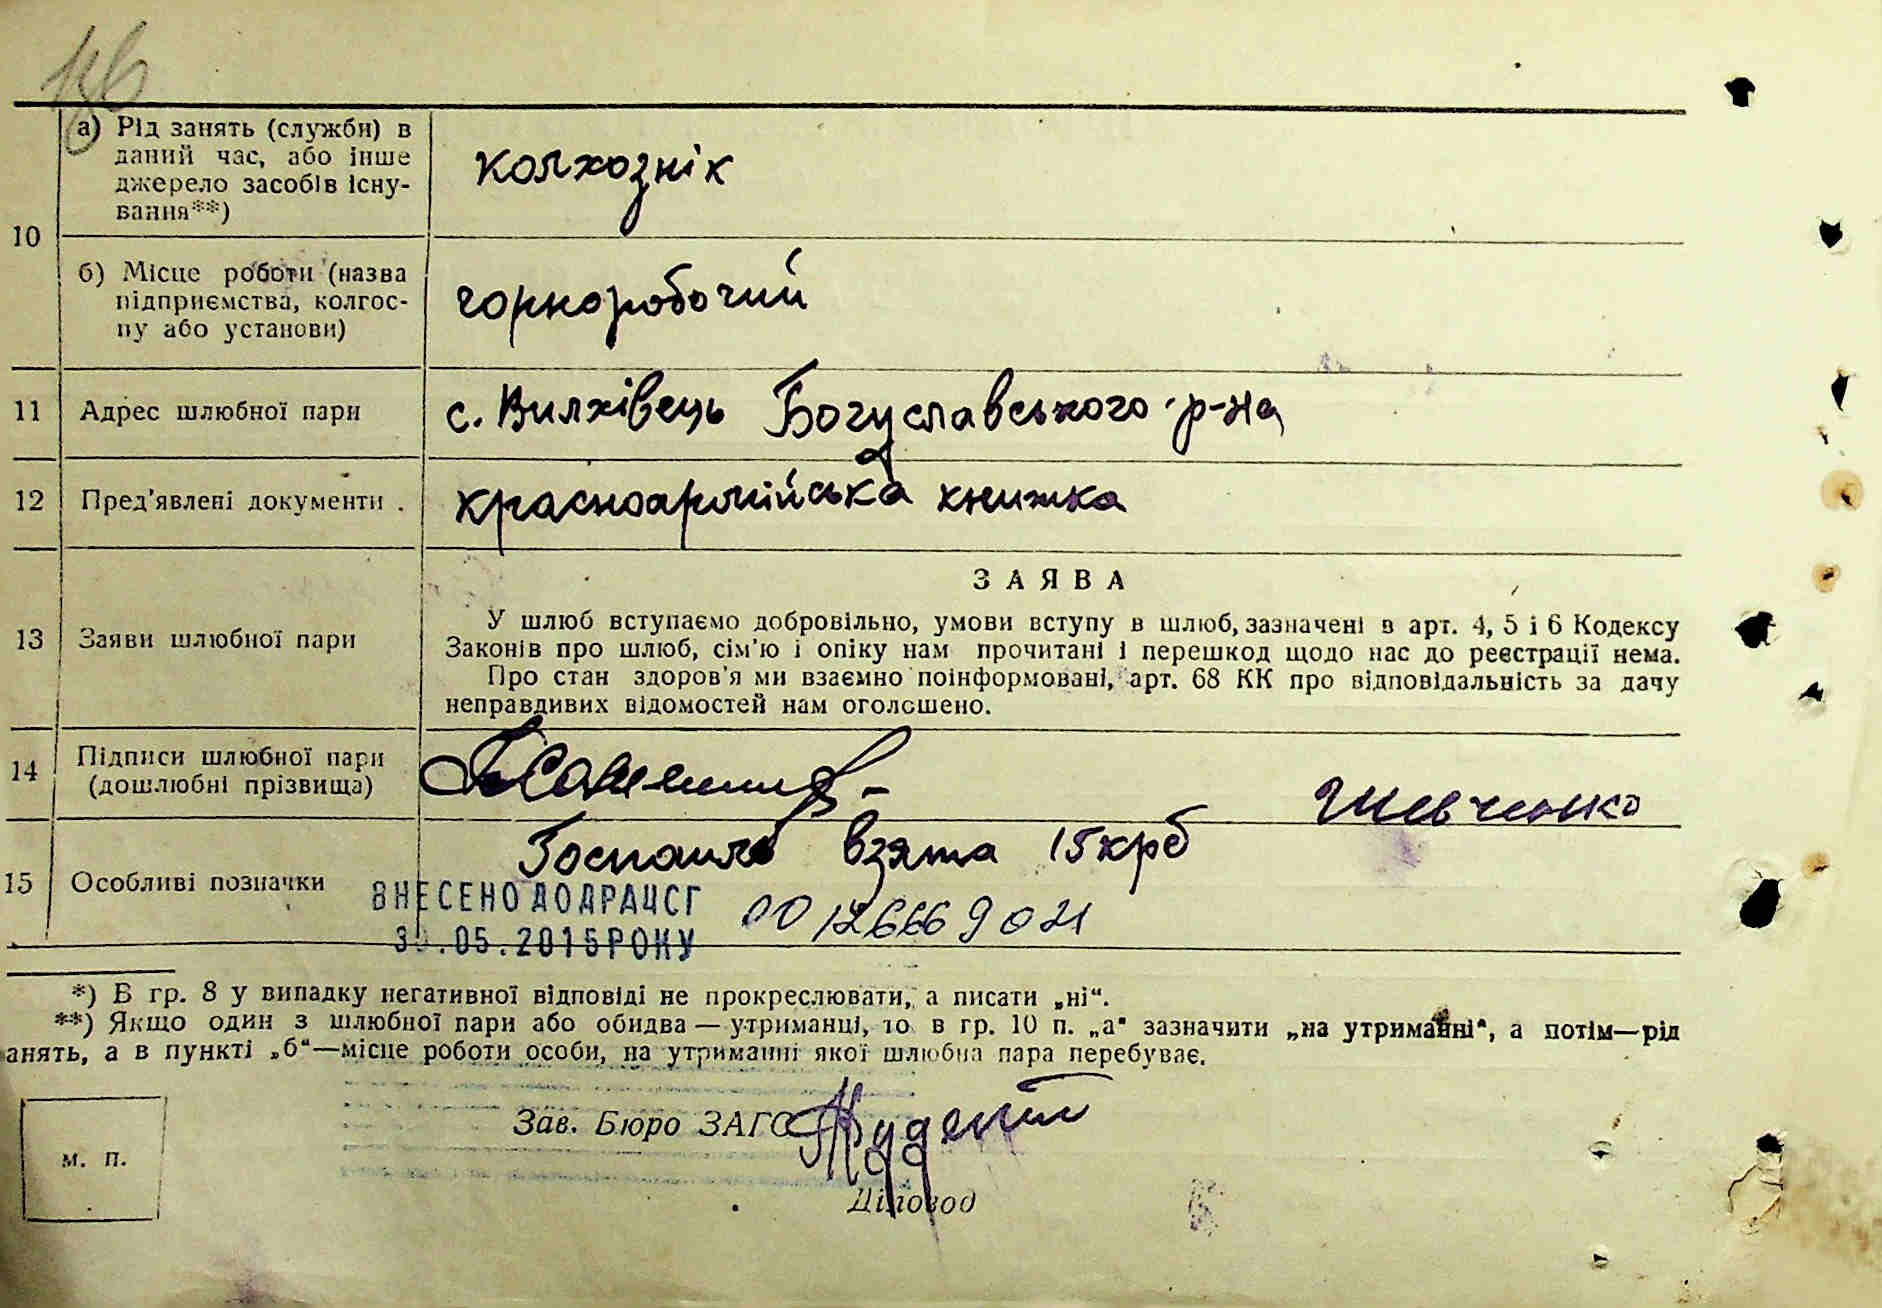 а) Рід занять (служби) в
даний час, або інше
джерело засобів існу-
вання**)
колхознік
10
б) Місце роботи (назва
підприємства, колгос-
пу або установи)
горноробочий
11 Адрес шлюбної пари с. Вилхівець Богуславського р-на
12 Пред'явлені документи . красноармійська книжка
ЗАЯВА
13 Заяви шлюбної пари
У шлюб вступаємо добровільно, умови вступу в шлюб, зазначені в арт. 4, 5 і 6 Кодексу
Законів про шлюб, сім'ю і опіку нам прочитані і перешкод щодо нас до реєстрації нема.
Про стан здоров'я ми взаємно поінформовані, арт. 68 КК про відповідальність за дачу
неправдивих відомостей нам оголошено.
14 Підписи шлюбної пари
(дошлюбні прізвища)
Шевченко
взята 15 крб
15 Особливі позначки
ВНЕСЕНО ДО ДРАЦСГ
.05.2015 РОКУ
00126669021
*) В гр. 8 у випадку негативної відповіді не прокреслювати, а писати „ні“.
**) Якщо один з шлюбної пари або обидва — утриманці, то в гр. 10 п. „а“ зазначити „на утриманні“, а потім—рід
анять, а в пункті „б“—місце роботи особи, на утриманні якої шлюбна пара перебуває.
Зав. Бюро ЗАГС
м. п.
Діловод